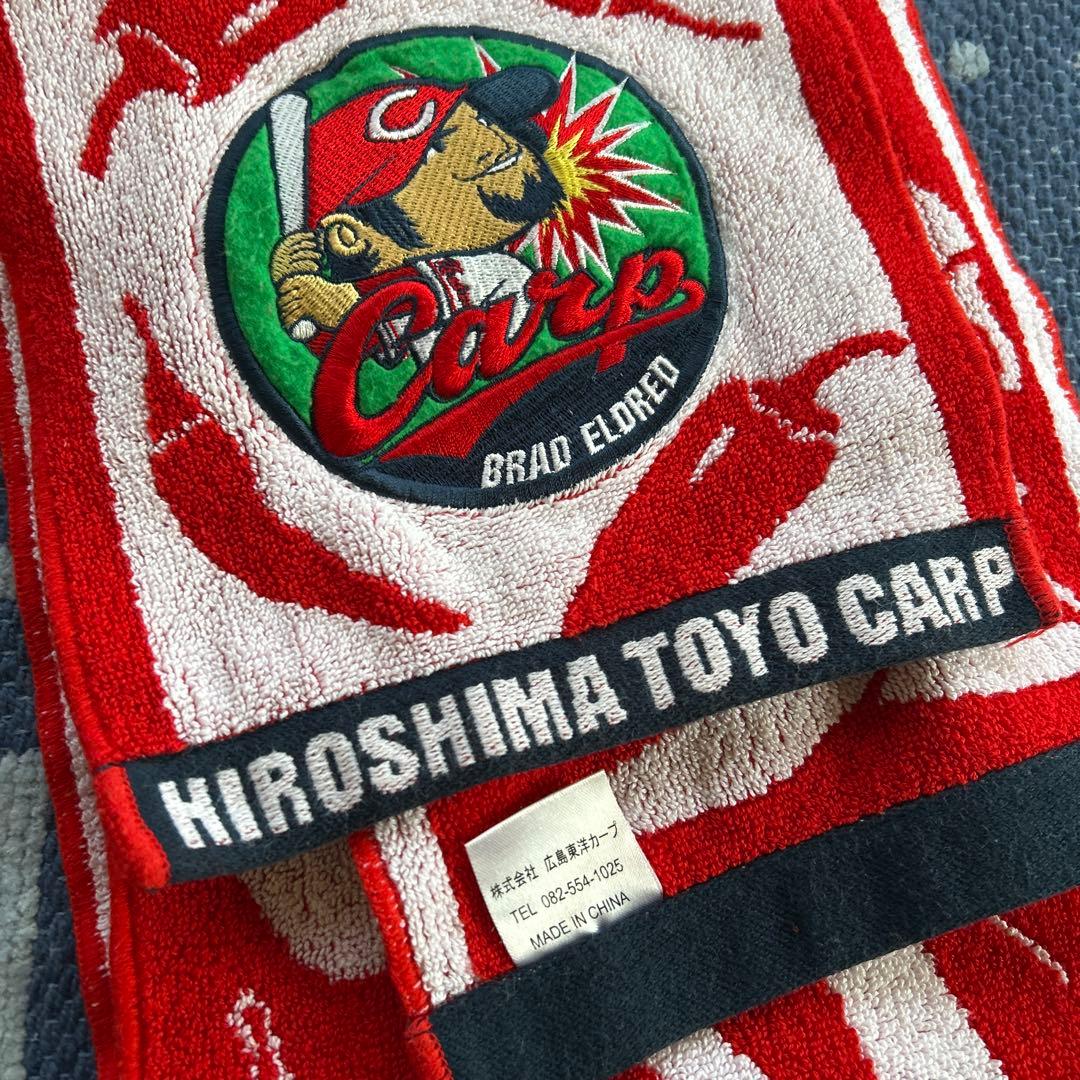 C
Carp
BRAD ELDRED
HIROSHIMA TOYO CARP
株式会社 広島東洋カープ
TEL 082-554-1025
MADE IN CHINA